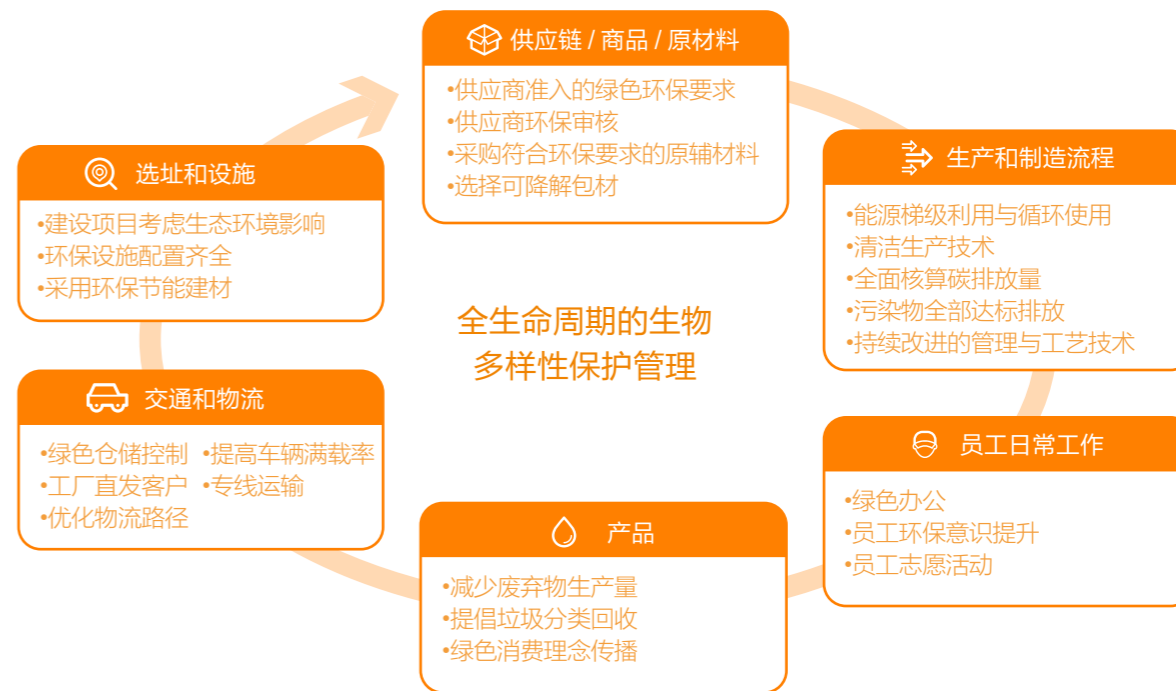 供应链 / 商品 / 原材料
•供应商准入的绿色环保要求
•供应商环保审核
•采购符合环保要求的原辅材料
•选择可降解包材
生产和制造流程
•能源梯级利用与循环使用
•清洁生产技术
•全面核算碳排放量
•污染物全部达标排放
•持续改进的管理与工艺技术
员工日常工作
•绿色办公
•员工环保意识提升
•员工志愿活动
产品
•减少废弃物生产量
•提倡垃圾分类回收
•绿色消费理念传播
交通和物流
•绿色仓储控制 •提高车辆满载率
•工厂直发客户 •专线运输
•优化物流路径
选址和设施
•建设项目考虑生态环境影响
•环保设施配置齐全
•采用环保节能建材
全生命周期的生物
多样性保护管理